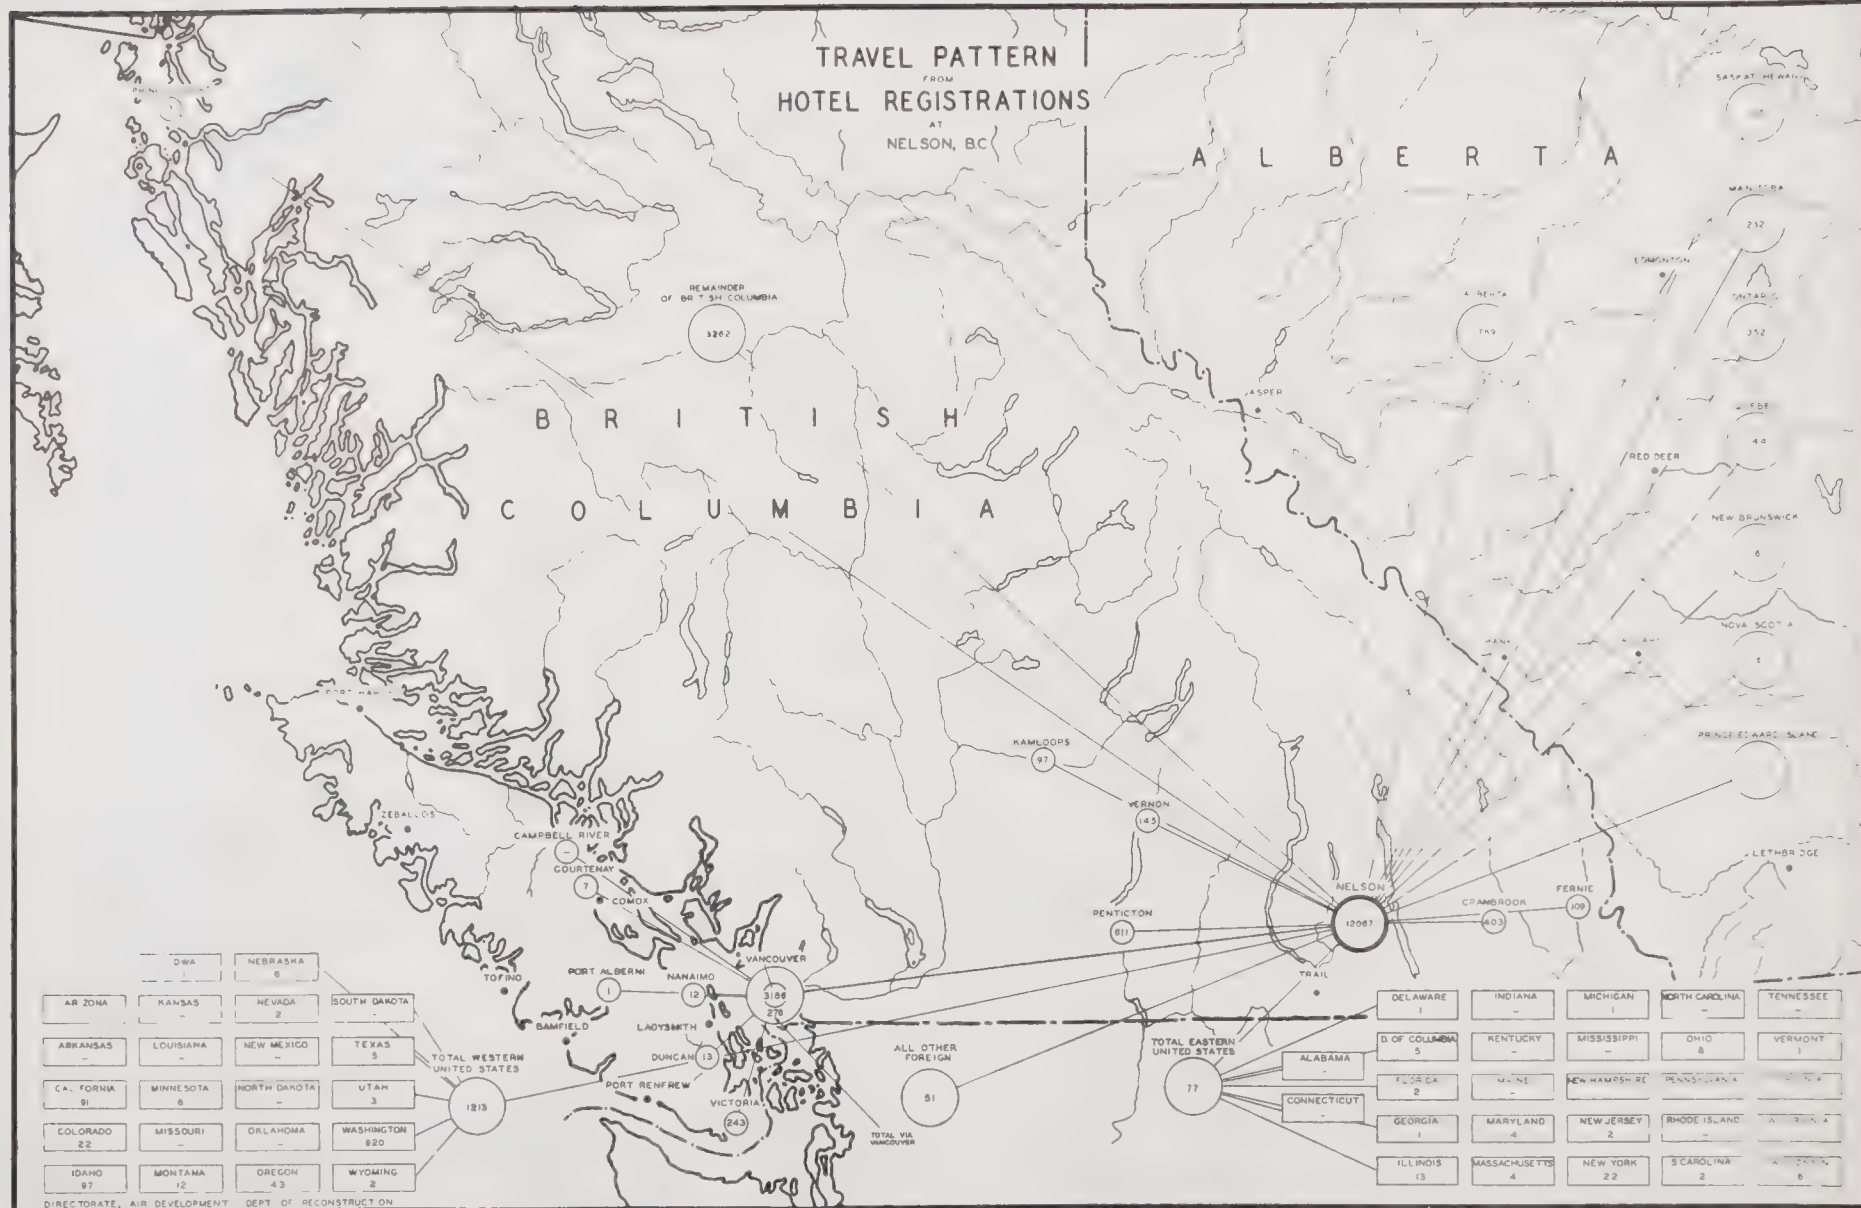 TRAVEL PATTERN
FROM
HOTEL REGISTRATIONS
AT
NELSON, B.C.
ALBERTA
BRITISH
COLUMBIA
MANITOBA
232
EDMONTON
ONTARIO
352
REMAINDER
OF BRITISH COLUMBIA
3262
ALBERTA
789
JASPER
44
RED DEER
NEW BRUNSWICK
6
NOVA SCOTIA
5
PRINCE EDWARD ISLAND
KAMLOOPS
97
VERNON
145
ZEBALLOS
CAMPBELL RIVER
-
COURTENAY
7
COMOX
LETHBRIDGE
NELSON
12067
FERNIE
109
CRANBROOK
403
PENTICTON
611
TRAIL
VANCOUVER
3186
278
PORT ALBERNI
1
NANAIMO
12
TOFINO
BAMFIELD
LADYSMITH
DUNCAN
13
PORT RENFREW
VICTORIA
243
TOTAL VIA
VANCOUVER
ALL OTHER
FOREIGN
51
TOTAL WESTERN
UNITED STATES
1213
NEBRASKA
6
ARIZONA
-
KANSAS
-
NEVADA
2
SOUTH DAKOTA
-
ARKANSAS
-
LOUISIANA
-
NEW MEXICO
-
TEXAS
5
CALIFORNIA
91
MINNESOTA
6
NORTH DAKOTA
-
UTAH
3
COLORADO
22
MISSOURI
-
OKLAHOMA
-
WASHINGTON
920
IDAHO
97
MONTANA
12
OREGON
43
WYOMING
2
TOTAL EASTERN
UNITED STATES
77
ALABAMA
-
CONNECTICUT
-
DELAWARE
1
INDIANA
-
MICHIGAN
1
NORTH CAROLINA
-
TENNESSEE
-
D. OF COLUMBIA
5
KENTUCKY
-
MISSISSIPPI
-
OHIO
8
VERMONT
1
FLORIDA
2
MAINE
-
NEW HAMPSHIRE
PENNSYLVANIA
GEORGIA
1
MARYLAND
4
NEW JERSEY
2
RHODE ISLAND
-
ILLINOIS
13
MASSACHUSETTS
4
NEW YORK
22
S CAROLINA
2
6
DIRECTORATE, AIR DEVELOPMENT DEPT. OF RECONSTRUCTION